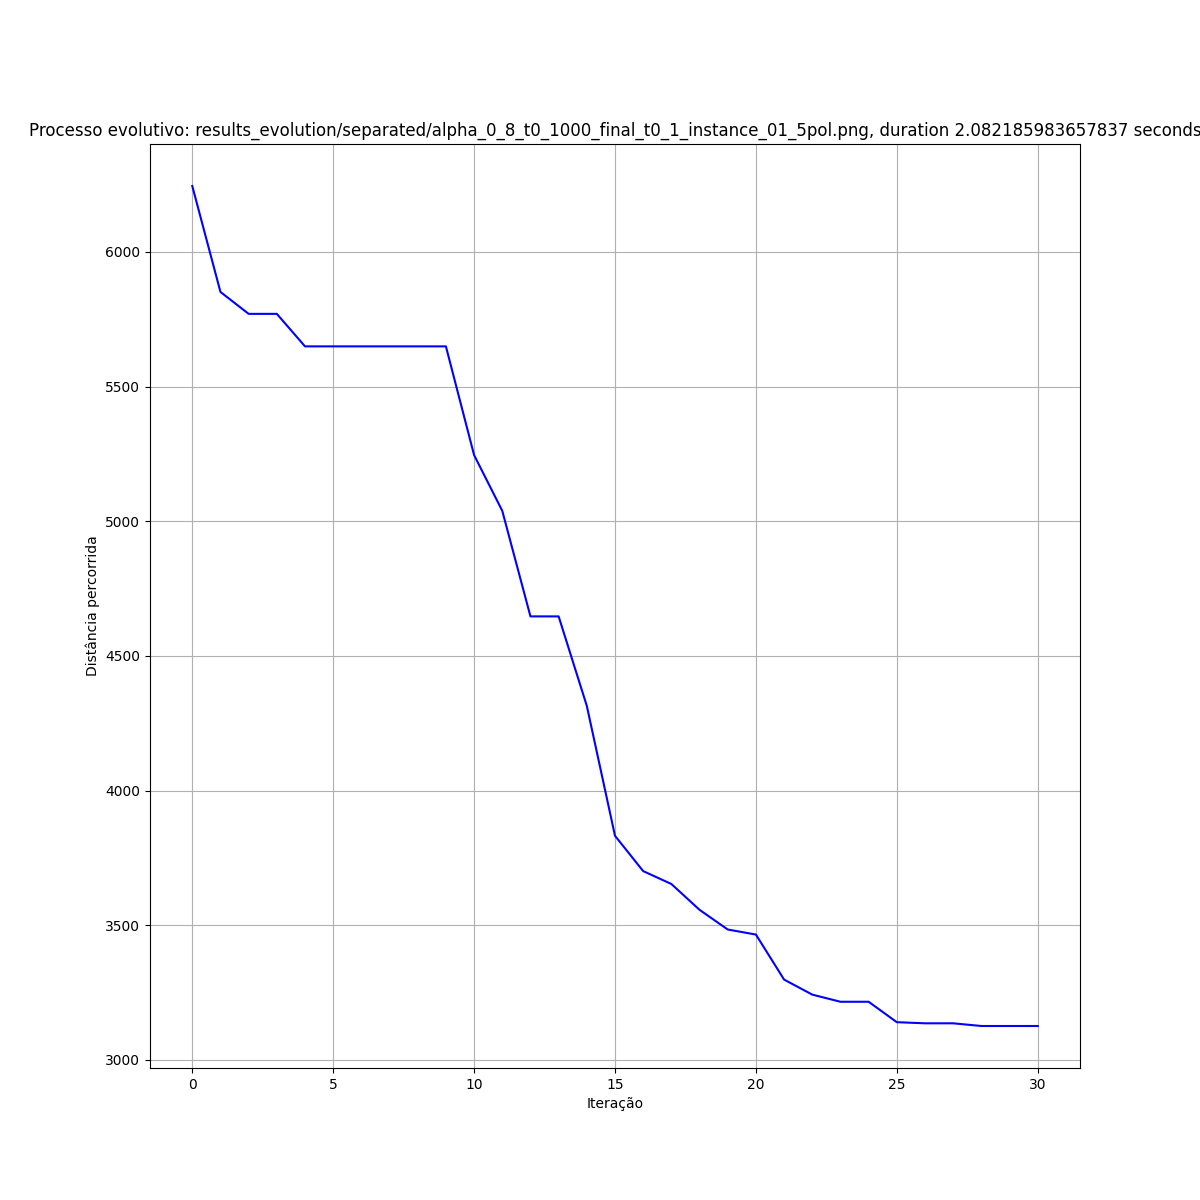 Processo evolutivo: results_evolution/separated/alpha_0_8_t0_1000_final_t0_1_instance_01_5pol.png, duration 2.082185983657837 seconds
6000
5500
5000
4500
4000
3500
3000
Distância percorrida
0 5 10 15 20 25 30
Iteração